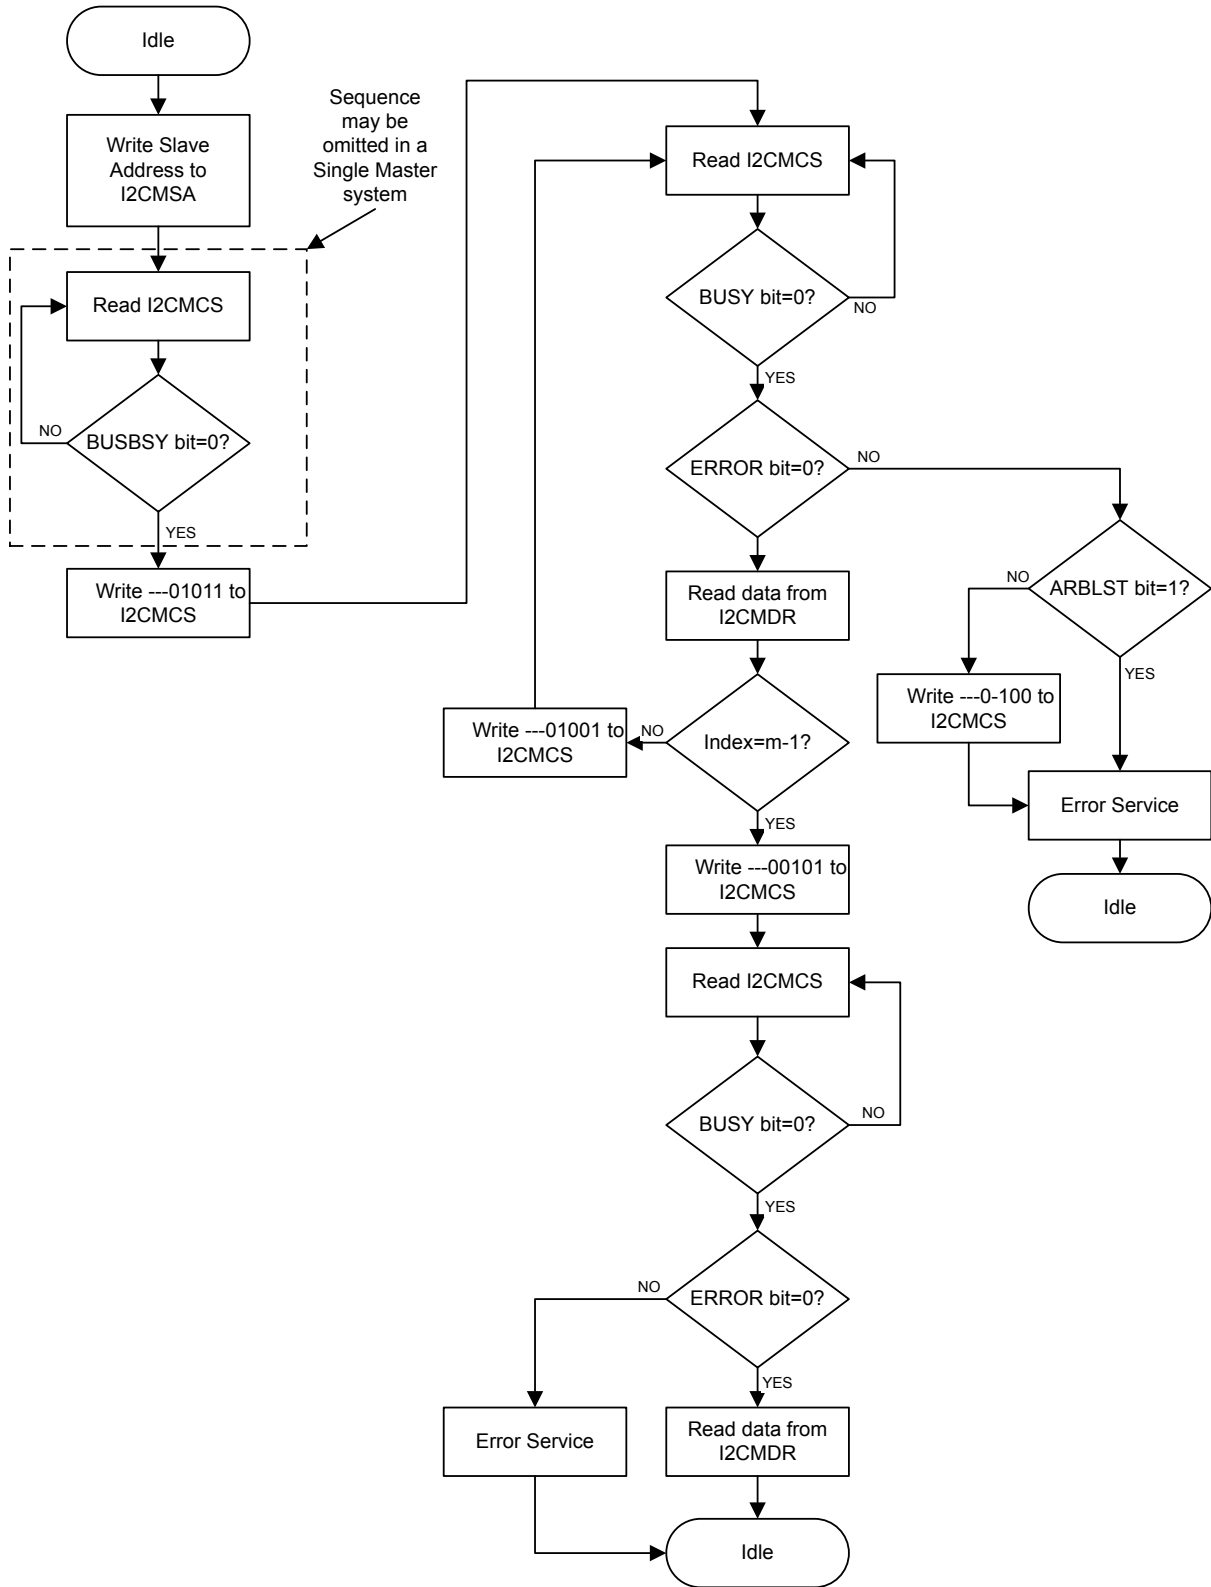 Idle
Write Slave
Address to
I2CMSA
Sequence
may be
omitted in a
Single Master
system
Read I2CMCS
BUSBSY bit=0?
NO
YES
Write ---01011 to
I2CMCS
Read I2CMCS
BUSY bit=0?
NO
YES
ERROR bit=0?
NO
YES
Read data from
I2CMDR
Index=m-1?
NO
Write ---01001 to
I2CMCS
YES
ARBLST bit=1?
NO
YES
Write ---0-100 to
I2CMCS
Error Service
Idle
Write ---00101 to
I2CMCS
Read I2CMCS
BUSY bit=0?
NO
YES
ERROR bit=0?
NO
YES
Error Service
Read data from
I2CMDR
Idle